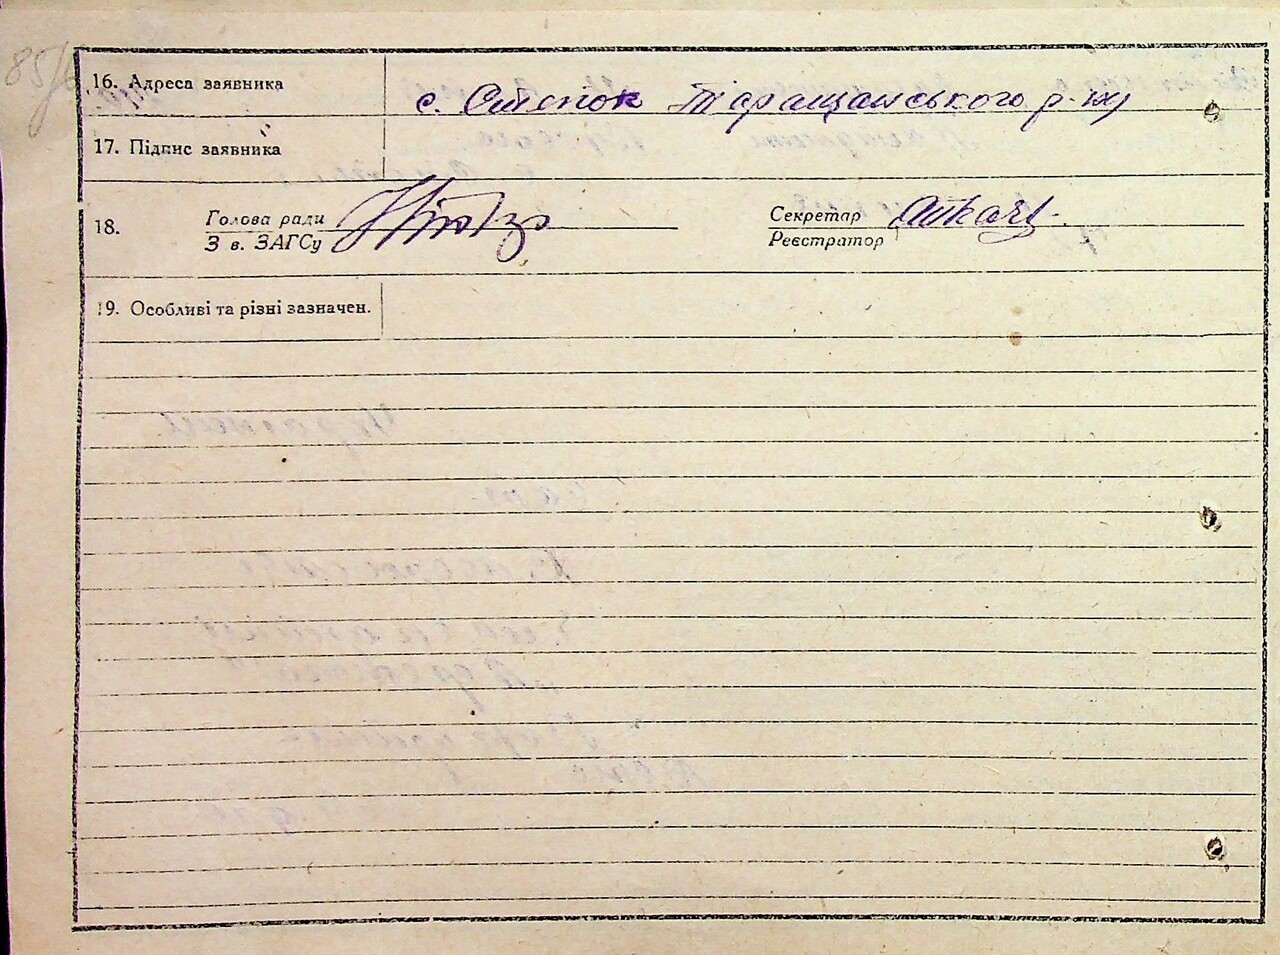 16. Адреса заявника с. Степок Таращанського р-ну
17. Підпис заявника
18. Голова ради Секретар
З в. ЗАГСу Реєстратор
19. Особливі та різні зазначен.